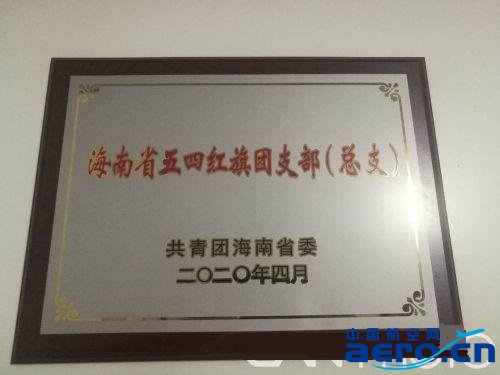 海南省五四红旗团支部(总支)
共青团海南省委
二〇二〇年四月
中国航空网
aero.cn